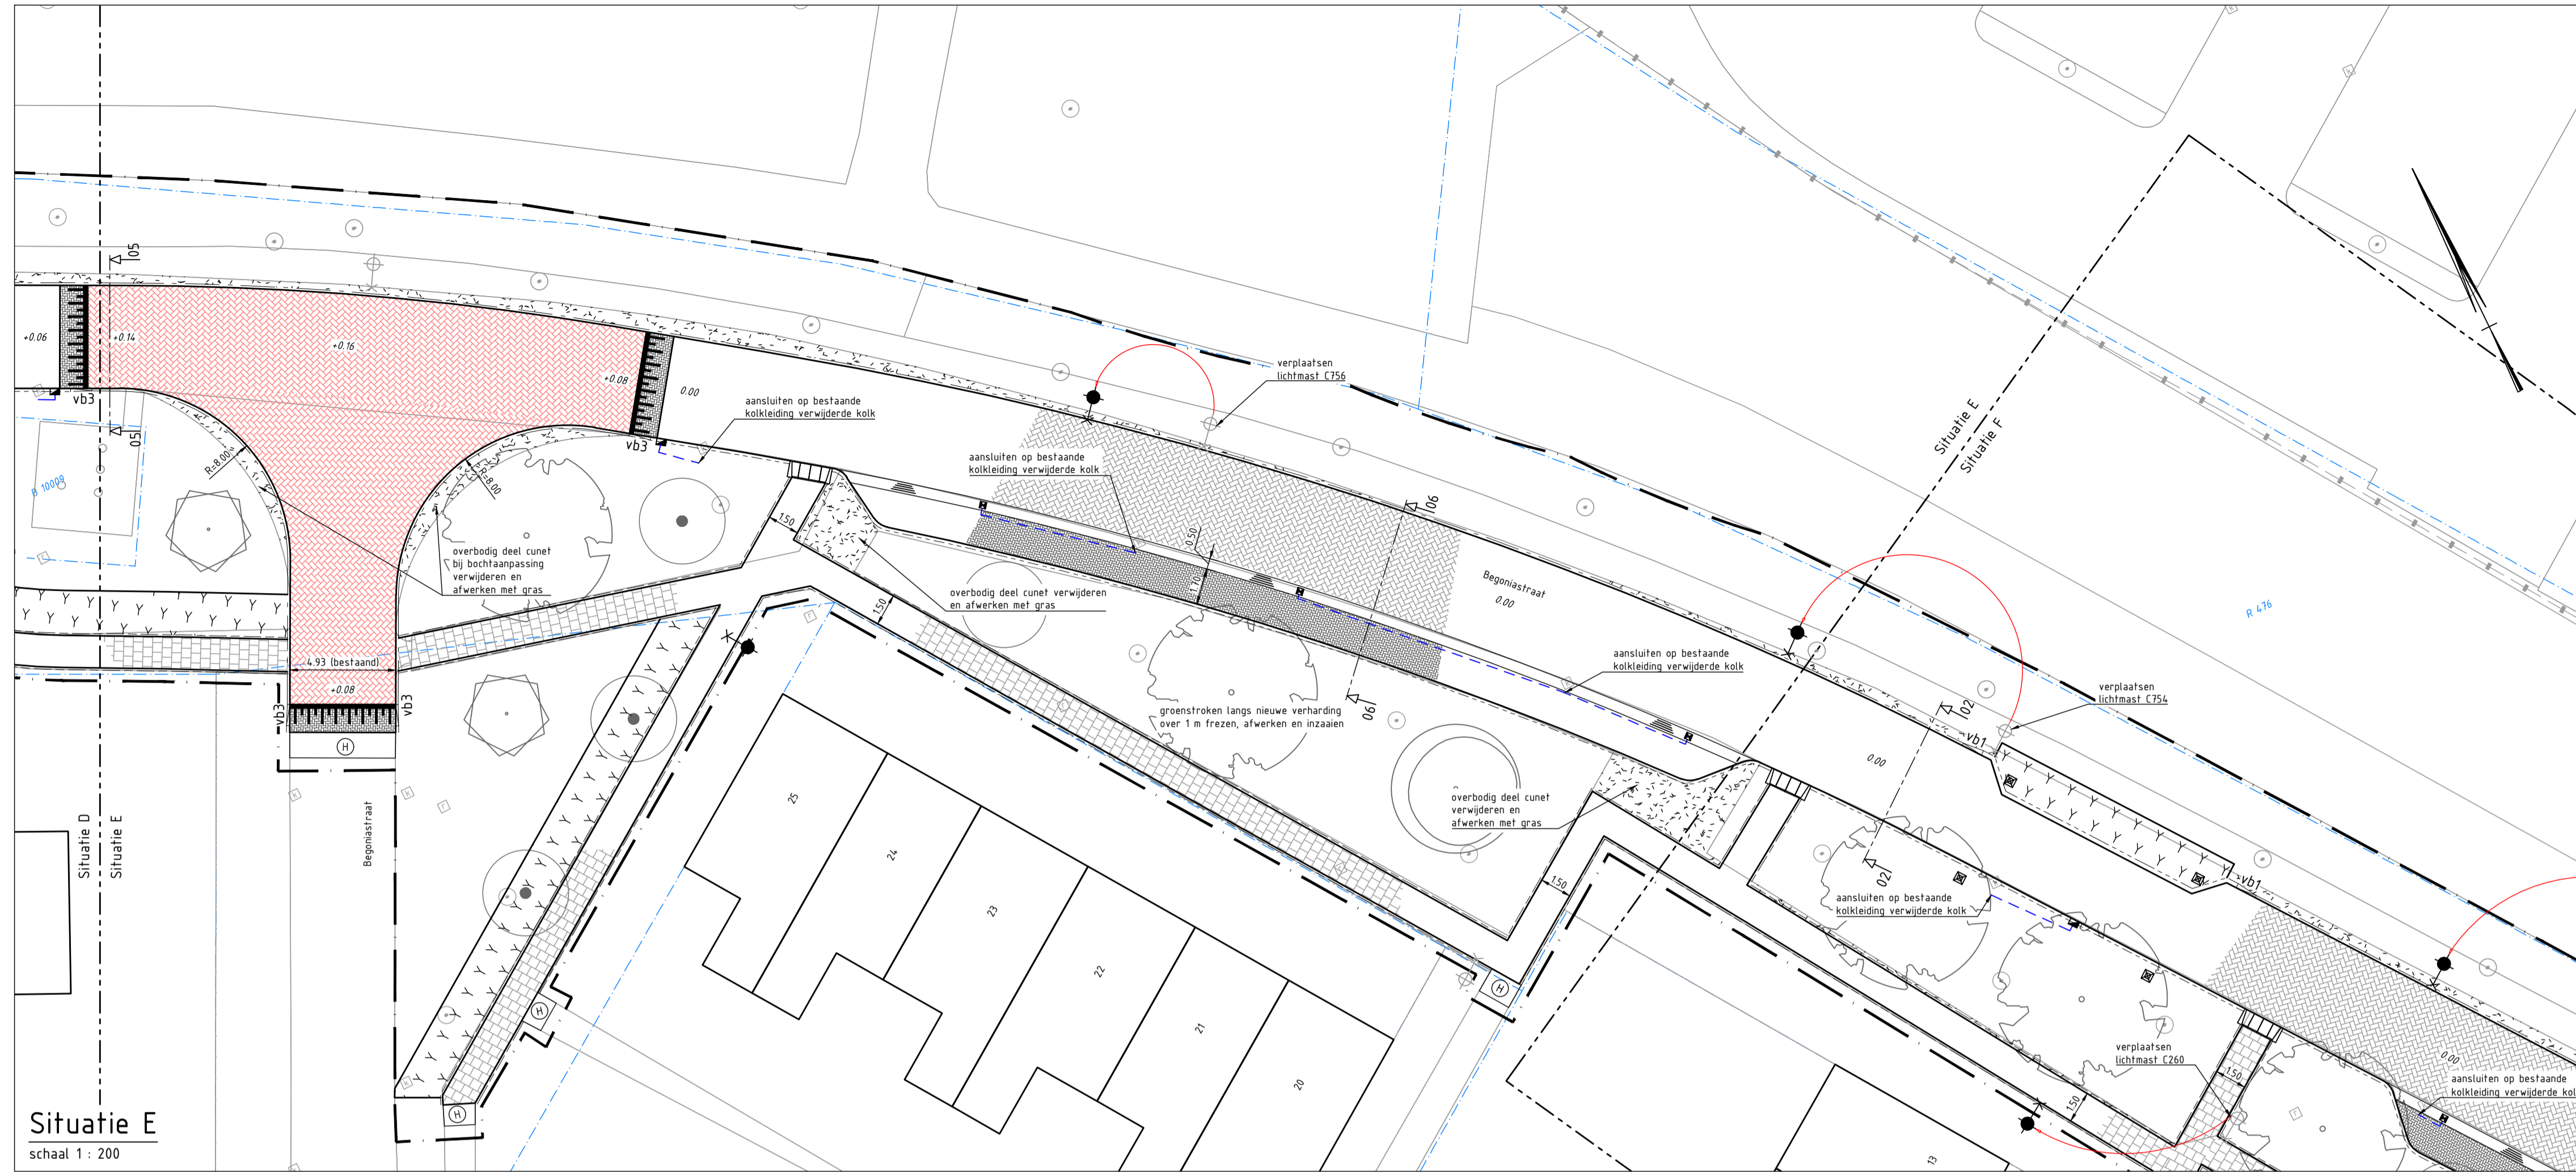 05
+0.06
+0.14
+0.16
+0.08
0.00
vb3
05
vb3
R=8.00
R=8.00
B 10009
overbodig deel cunet
bij bochtaanpassing
verwijderen en
afwerken met gras
4.93 (bestaand)
+0.08
vb3
vb3
H
Begoniastraat
Situatie D
Situatie E
Situatie E
schaal 1 : 200
aansluiten op bestaande
kolkleiding verwijderde kolk
1.50
aansluiten op bestaande
kolkleiding verwijderde kolk
verplaatsen
lichtmast C756
overbodig deel cunet verwijderen
en afwerken met gras
1.50
0.50
1.70
06
06
Begoniastraat
0.00
groenstroken langs nieuwe verharding
over 1 m frezen, afwerken en inzaaien
aansluiten op bestaande
kolkleiding verwijderde kolk
overbodig deel cunet
verwijderen en
afwerken met gras
1.50
25
24
23
22
21
20
H
H
H
Situatie E
Situatie F
R 476
verplaatsen
lichtmast C754
02
02
vb1
vb1
0.00
aansluiten op bestaande
kolkleiding verwijderde kolk
verplaatsen
lichtmast C260
1.50
1.50
13
0.00
aansluiten op bestaande
kolkleiding verwijderde kol